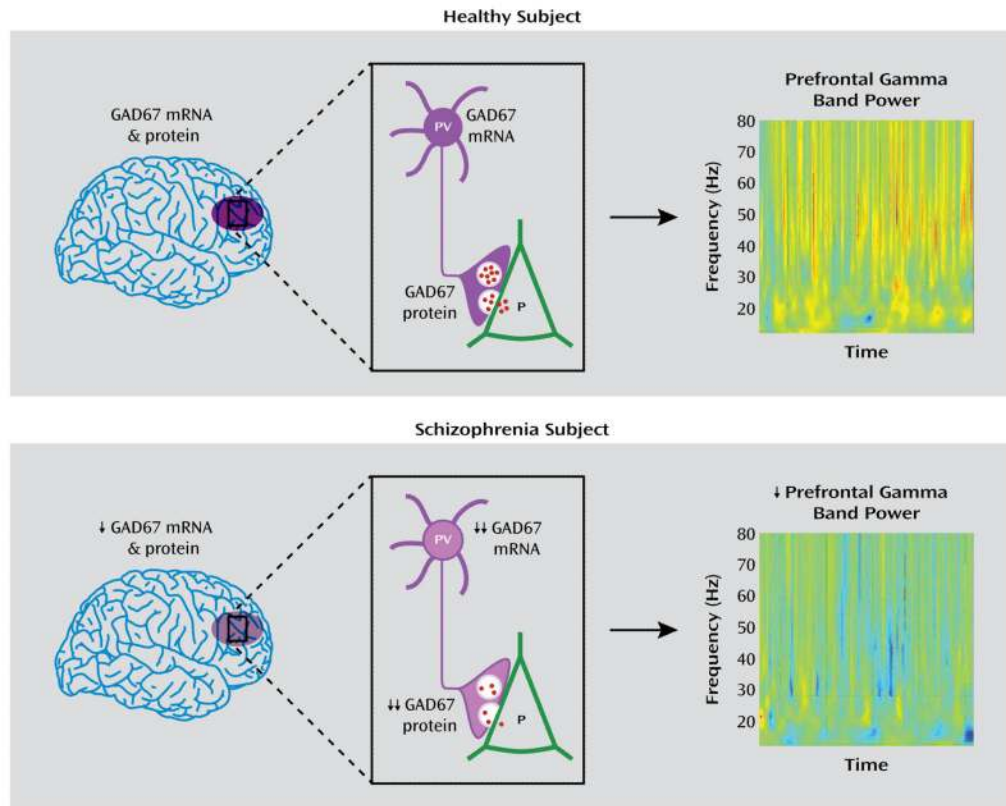 Healthy Subject
GAD67 mRNA
& protein
PV
GAD67
mRNA
GAD67
protein
P
Prefrontal Gamma
Band Power
Frequency (Hz)
80
70
60
50
40
30
20
Time
Schizophrenia Subject
↓ GAD67 mRNA
& protein
PV
↓↓ GAD67
mRNA
↓↓ GAD67
protein
P
↓ Prefrontal Gamma
Band Power
Frequency (Hz)
80
70
60
50
40
30
20
Time